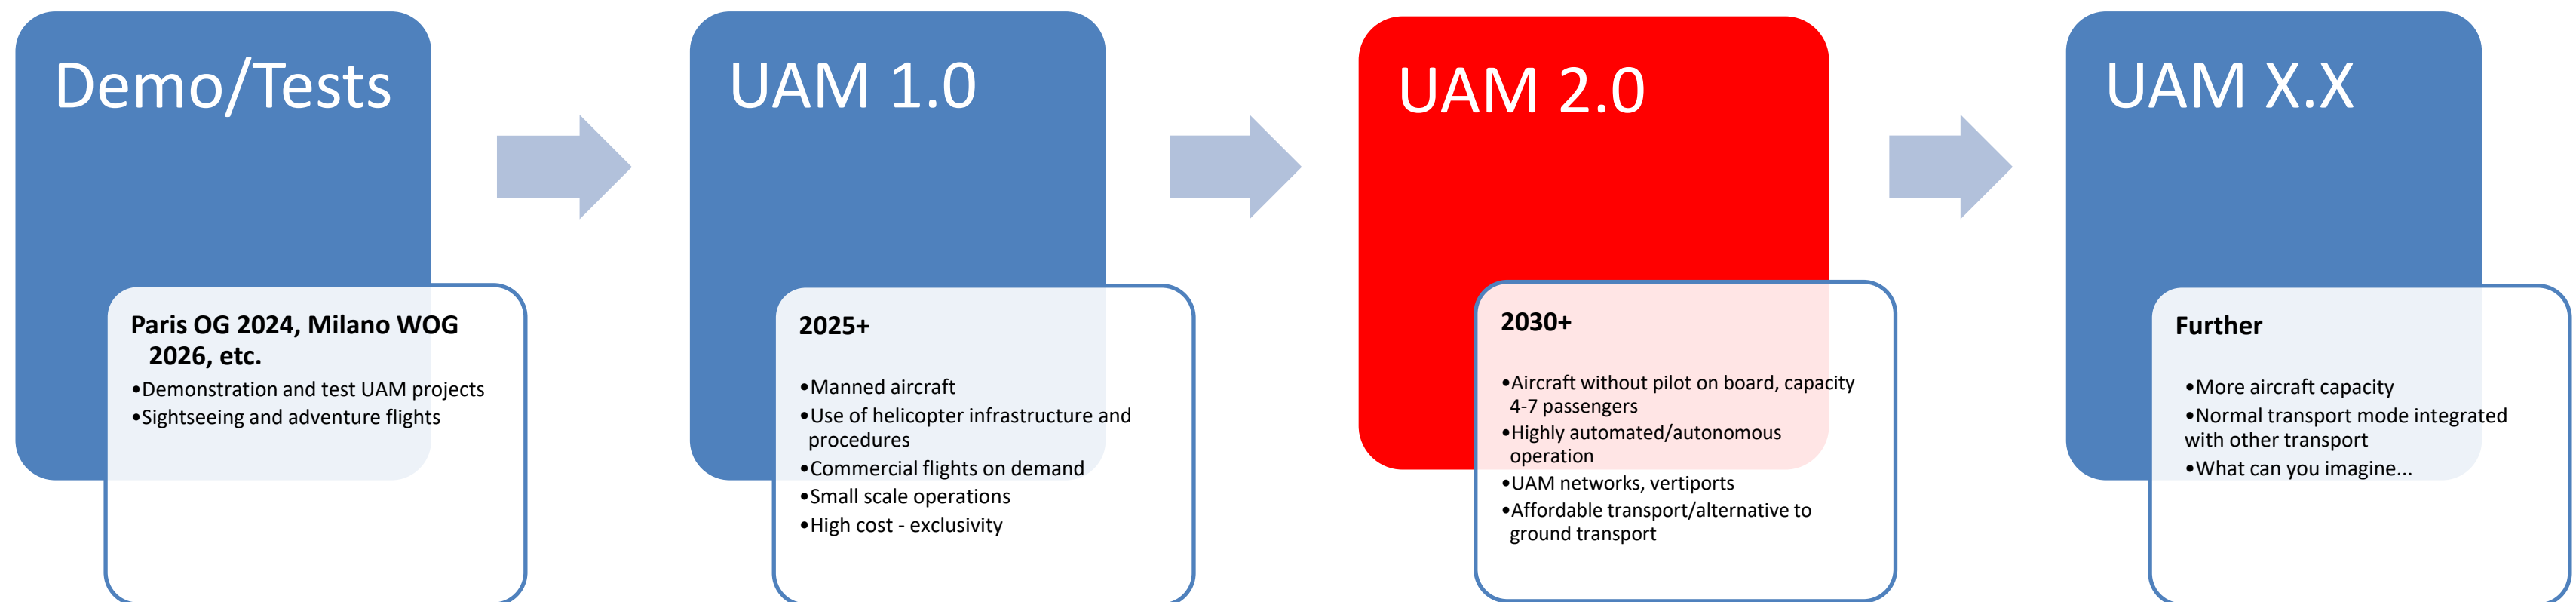 Demo/Tests
Paris OG 2024, Milano WOG
2026, etc.
•Demonstration and test UAM projects
•Sightseeing and adventure flights
UAM 1.0
2025+
•Manned aircraft
•Use of helicopter infrastructure and
procedures
•Commercial flights on demand
•Small scale operations
•High cost - exclusivity
UAM 2.0
2030+
•Aircraft without pilot on board, capacity
4-7 passengers
•Highly automated/autonomous
operation
•UAM networks, vertiports
•Affordable transport/alternative to
ground transport
UAM X.X
Further
•More aircraft capacity
•Normal transport mode integrated
with other transport
•What can you imagine...